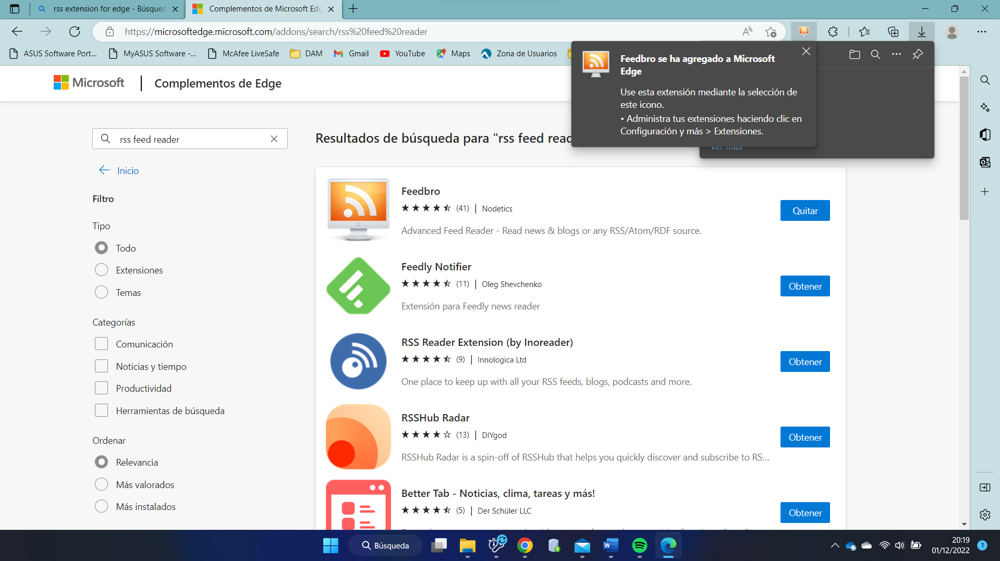 rss extension for edge - Búsqued
Complementos de Microsoft Edg
https://microsoftedge.microsoft.com/addons/search/rss%20feed%20reader
ASUS Software Port...
MyASUS Software -...
McAfee LiveSafe
DAM
Gmail
YouTube
Maps
Zona de Usuarios
Feedbro se ha agregado a Microsoft
Edge
Use esta extensión mediante la selección de
este icono.
• Administra tus extensiones haciendo clic en
Configuración y más > Extensiones.
Ver más
Microsoft
Complementos de Edge
rss feed reader
Inicio
Filtro
Tipo
Todo
Extensiones
Temas
Categorías
Comunicación
Noticias y tiempo
Productividad
Herramientas de búsqueda
Ordenar
Relevancia
Más valorados
Más instalados
Resultados de búsqueda para "rss feed read
Feedbro
(41) | Nodetics
Advanced Feed Reader - Read news & blogs or any RSS/Atom/RDF source.
Quitar
Feedly Notifier
(11) | Oleg Shevchenko
Extensión para Feedly news reader
Obtener
RSS Reader Extension (by Inoreader)
(9) | Innologica Ltd
One place to keep up with all your RSS feeds, blogs, podcasts and more.
Obtener
RSSHub Radar
(13) | DIYgod
RSSHub Radar is a spin-off of RSSHub that helps you quickly discover and subscribe to RS...
Obtener
Better Tab - Noticias, clima, tareas y más!
(5) | Der Schüler LLC
Obtener
Búsqueda
20:19
01/12/2022
1